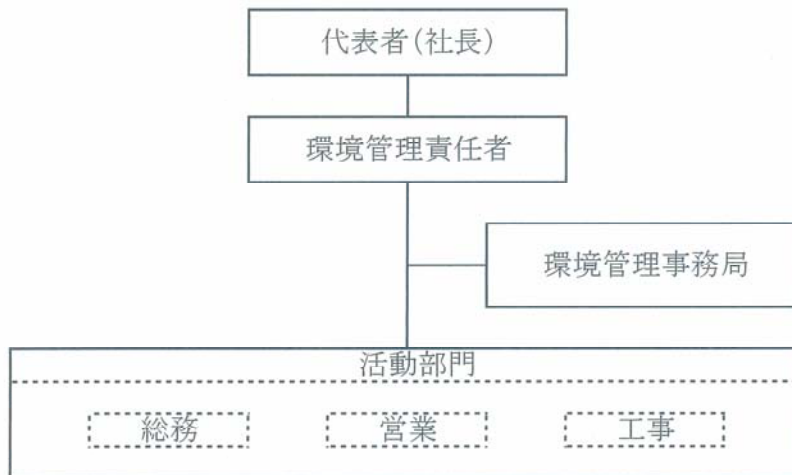 代表者(社長)
環境管理責任者
環境管理事務局
活動部門
総務 営業 工事